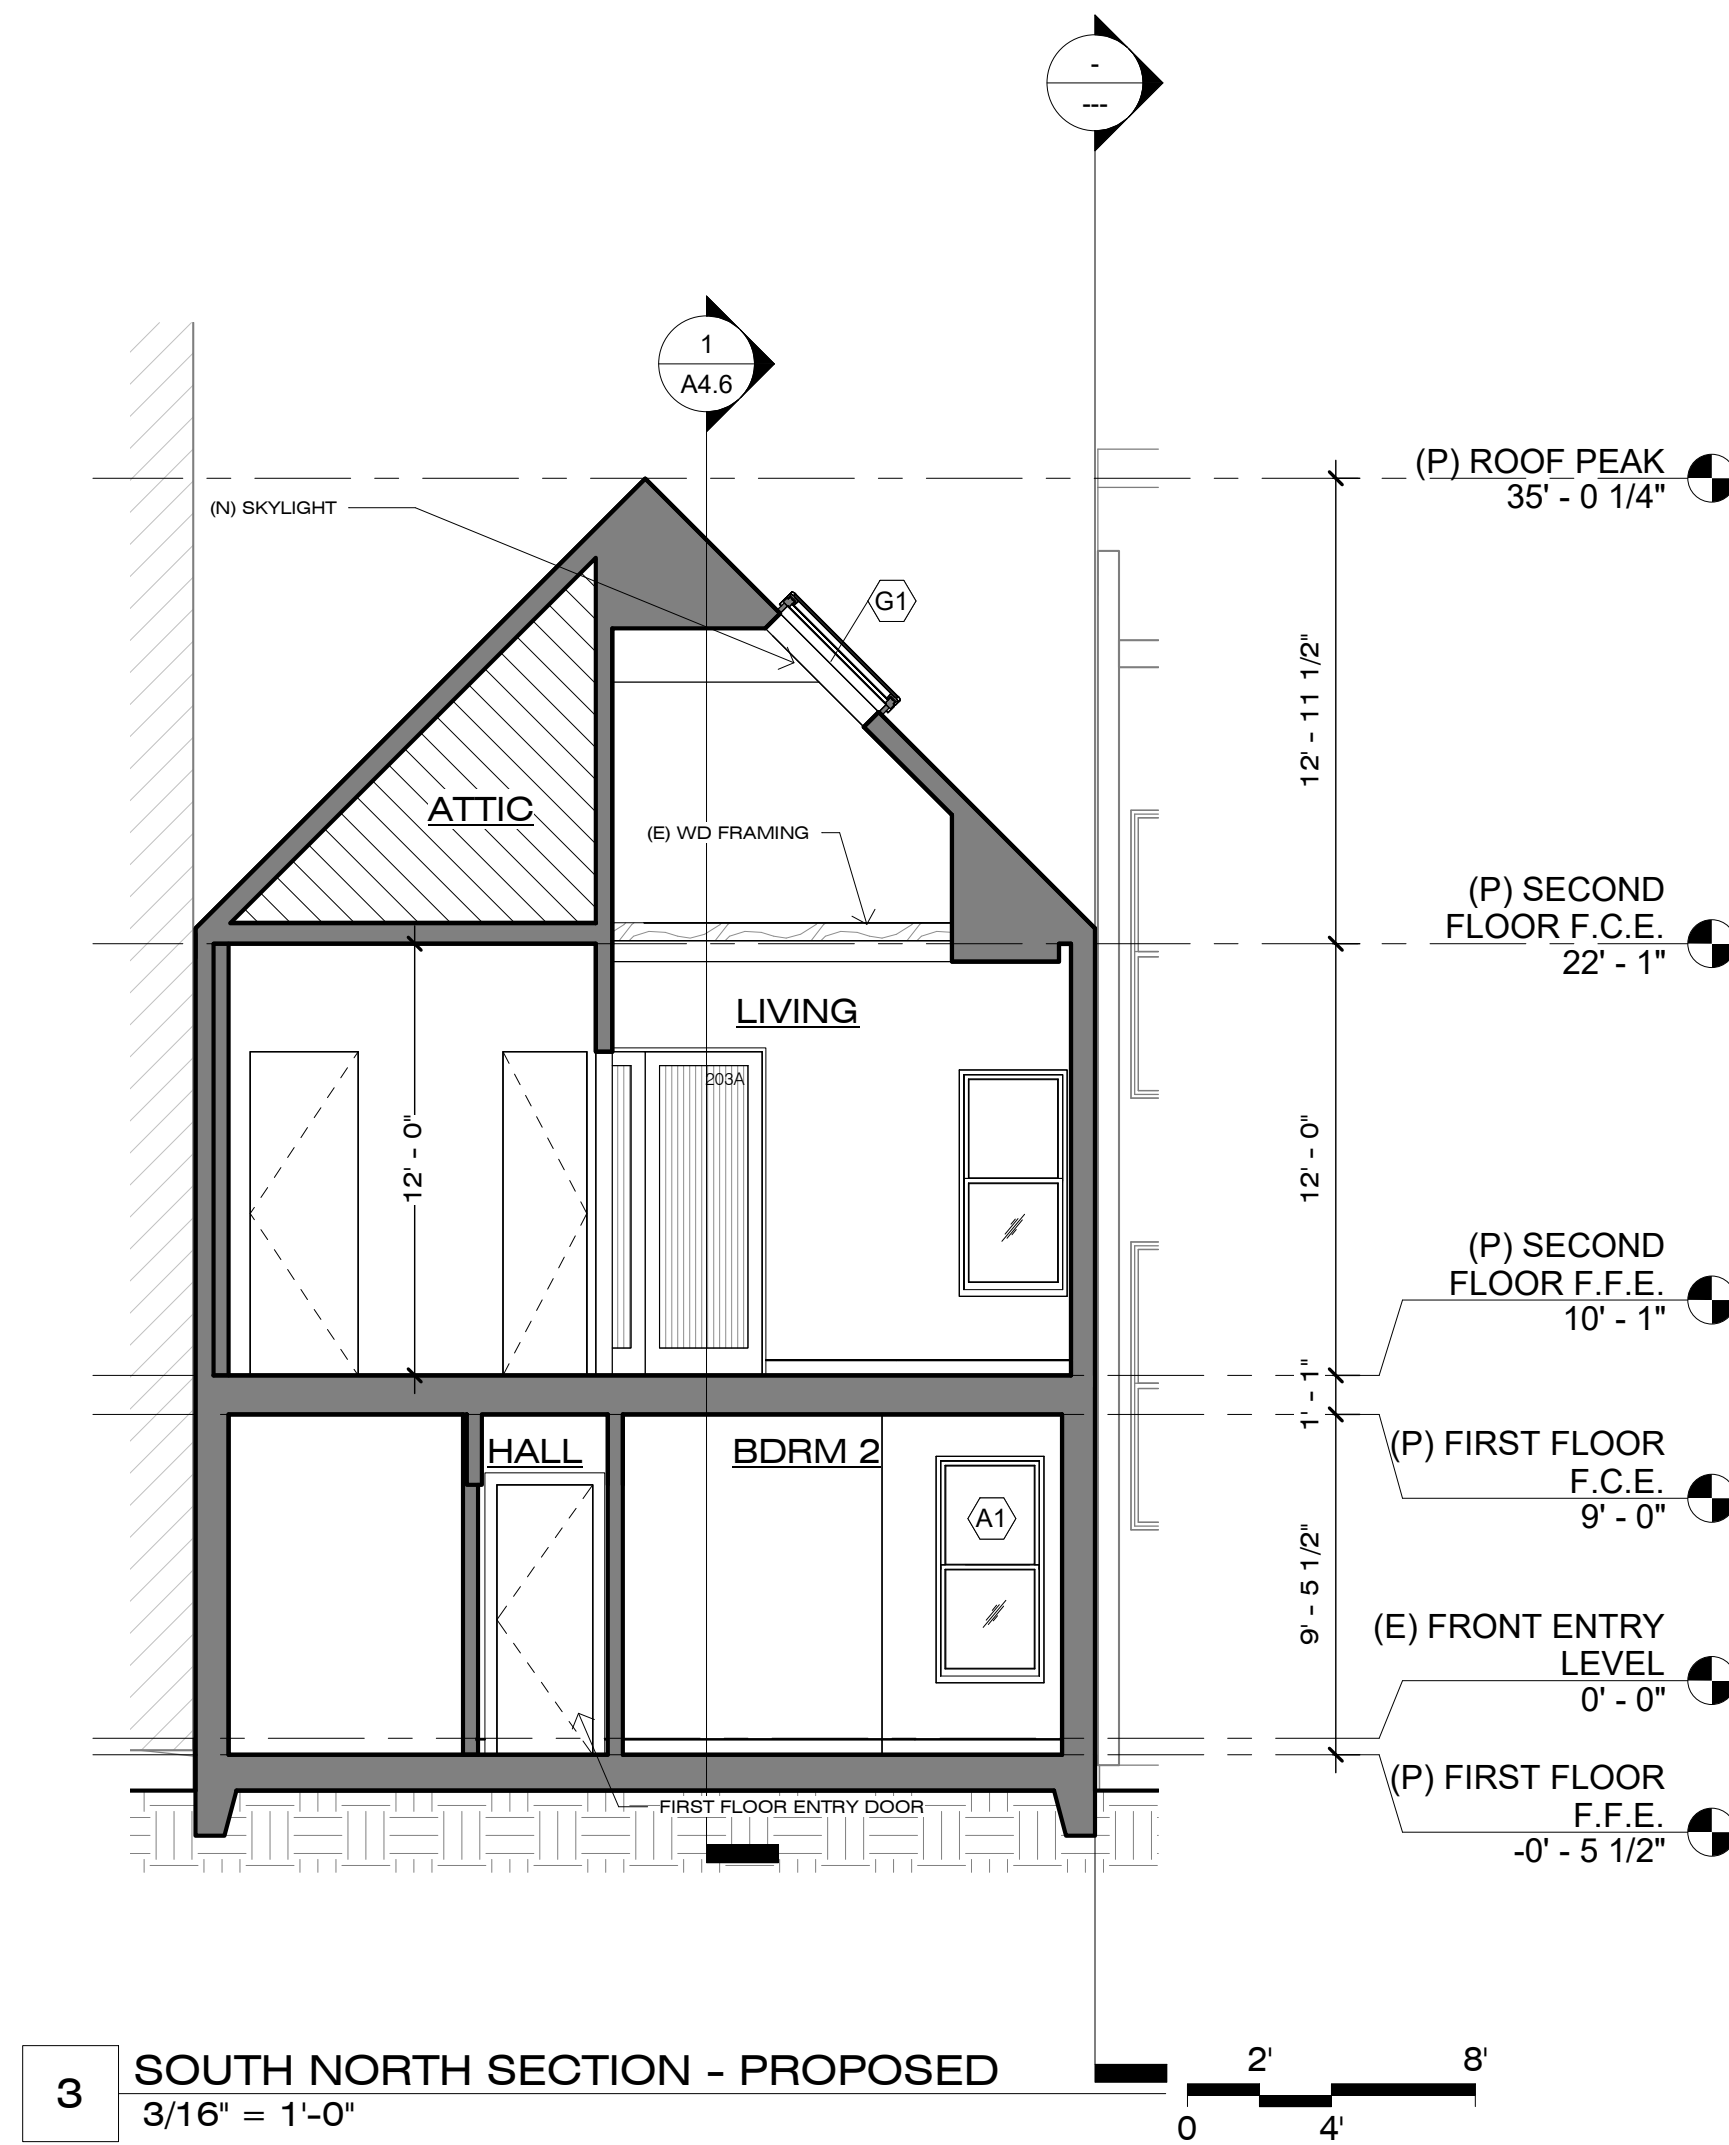 -
---
1
A4.6
(P) ROOF PEAK
35' - 0 1/4"
(N) SKYLIGHT
G1
12' - 11 1/2"
ATTIC
(E) WD FRAMING
(P) SECOND
FLOOR F.C.E.
22' - 1"
LIVING
203A
12' - 0"
12' - 0"
(P) SECOND
FLOOR F.F.E.
10' - 1"
1' - 1"
HALL
BDRM 2
(P) FIRST FLOOR
F.C.E.
9' - 0"
A1
9' - 5 1/2"
(E) FRONT ENTRY
LEVEL
0' - 0"
(P) FIRST FLOOR
F.F.E.
-0' - 5 1/2"
FIRST FLOOR ENTRY DOOR
3
SOUTH NORTH SECTION - PROPOSED
3/16" = 1'-0"
2'
8'
0
4'